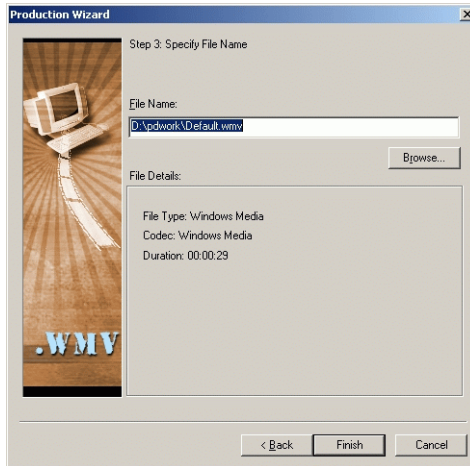 Production Wizard
Step 3: Specify File Name
File Name:
D:\pdwork\Default.wmv
Browse...
File Details:
File Type: Windows Media
Codec: Windows Media
Duration: 00:00:29
.WMV
< Back Finish Cancel